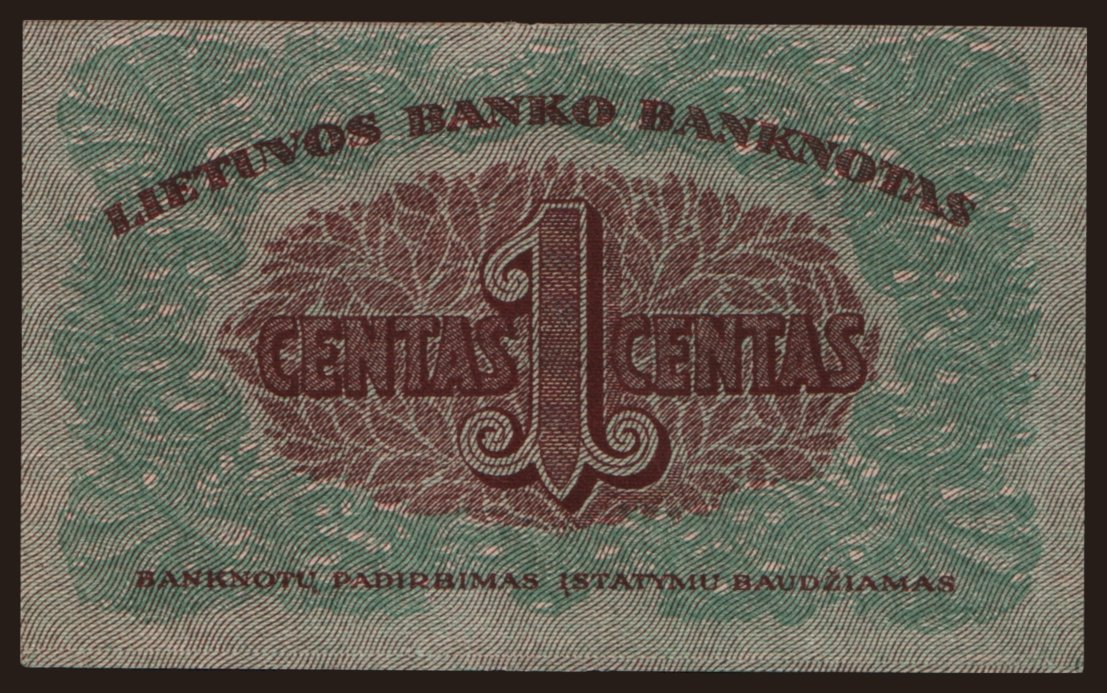 LIETUVOS BANKO BANKNOTAS
CENTAS 1 CENTAS
BANKNOTŲ PADIRBIMAS ĮSTATYMU BAUDŽIAMAS